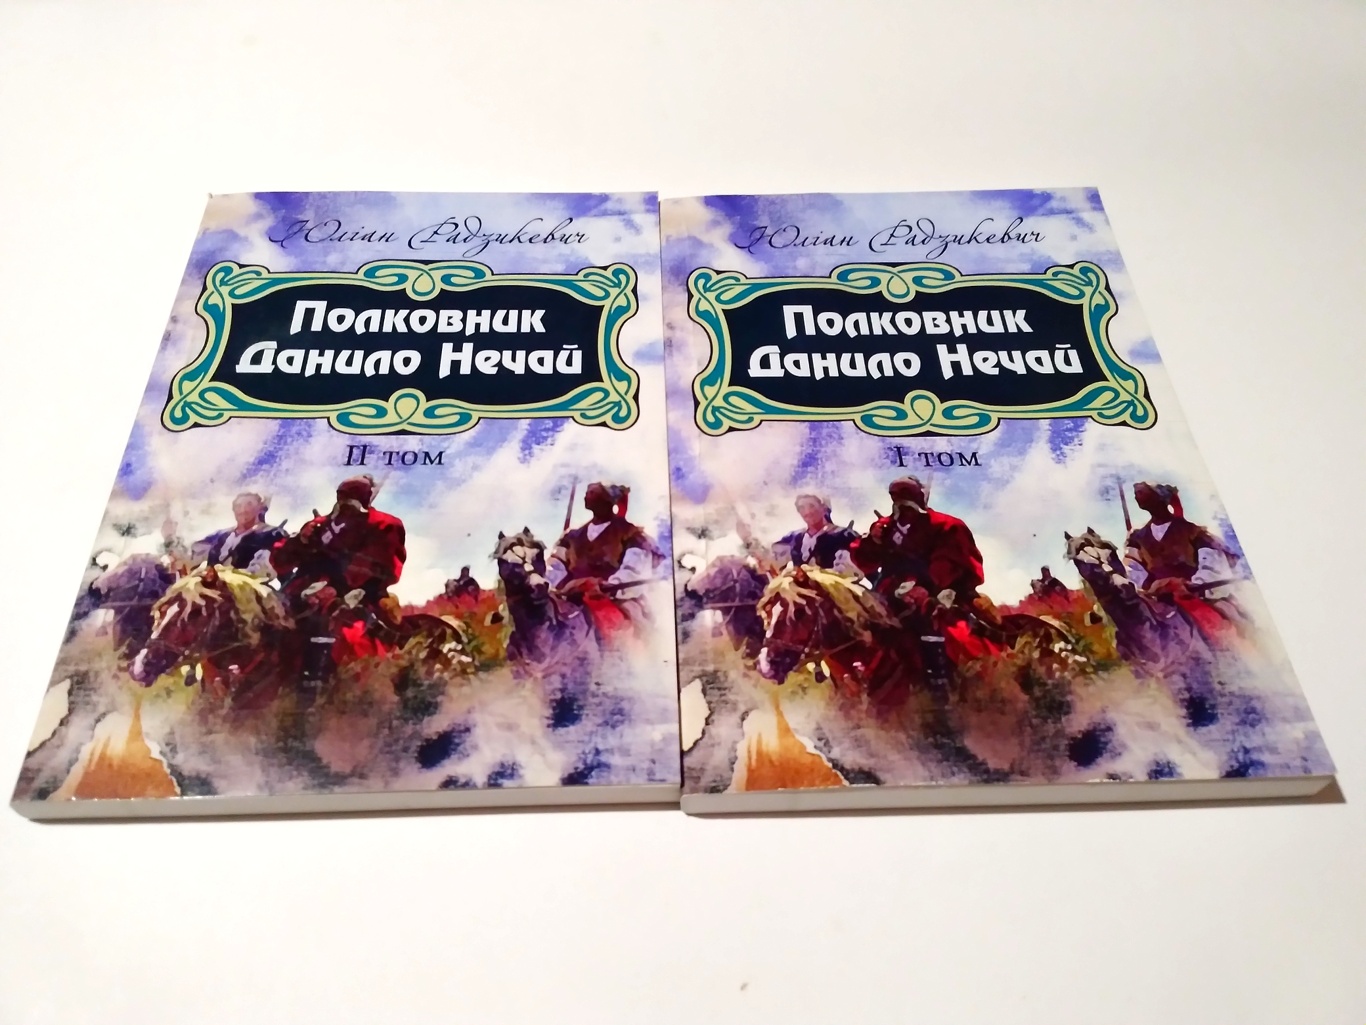 Юліан Радзикевич
Полковник
Данило Нечай
II том
Юліан Радзикевич
Полковник
Данило Нечай
I том